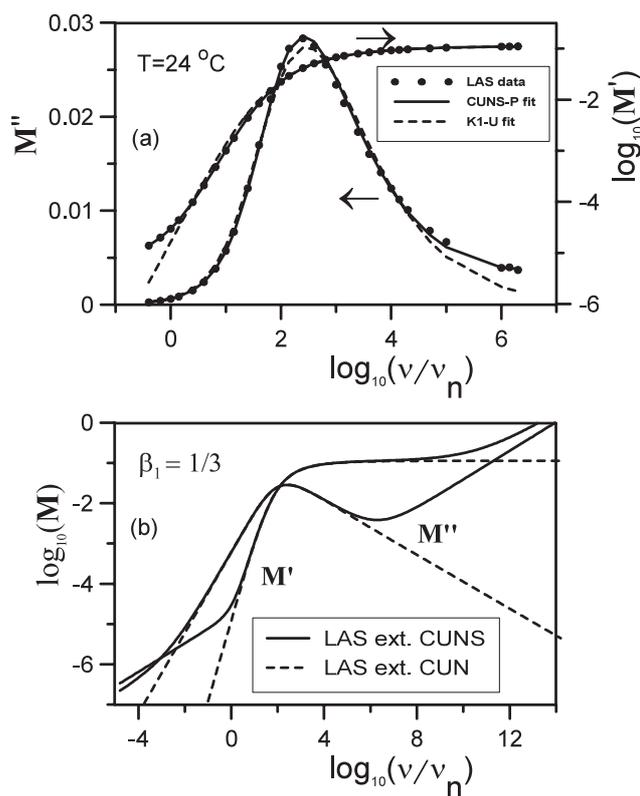 0.03
0.02
0.01
0
M''
T=24 °C
(a)
LAS data
CUNS-P fit
K1-U fit
-2
-4
-6
log₁₀(M')
0 2 4 6
log₁₀(ν/νₙ)
0
-2
-4
-6
log₁₀(M)
β₁ = 1/3
(b)
M''
M'
LAS ext. CUNS
LAS ext. CUN
-4 0 4 8 12
log₁₀(ν/νₙ)